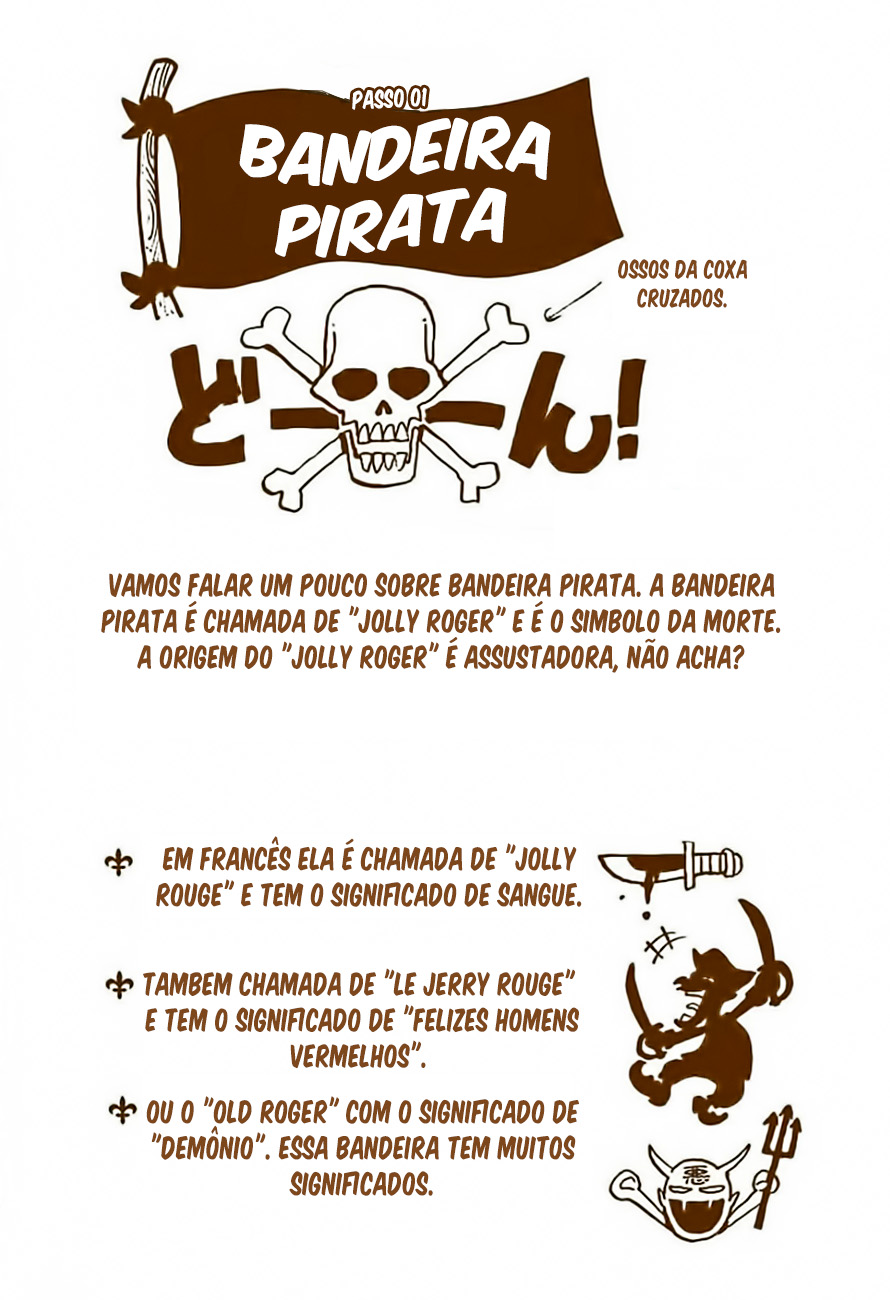 PASSO 01
BANDEIRA
PIRATA
OSSOS DA COXA
CRUZADOS.
どーん!
VAMOS FALAR UM POUCO SOBRE BANDEIRA PIRATA. A BANDEIRA
PIRATA É CHAMADA DE "JOLLY ROGER" E É O SIMBOLO DA MORTE.
A ORIGEM DO "JOLLY ROGER" É ASSUSTADORA, NÃO ACHA?
EM FRANCÊS ELA É CHAMADA DE "JOLLY
ROUGE" E TEM O SIGNIFICADO DE SANGUE.
TAMBEM CHAMADA DE "LE JERRY ROUGE"
E TEM O SIGNIFICADO DE "FELIZES HOMENS
VERMELHOS".
OU O "OLD ROGER" COM O SIGNIFICADO DE
"DEMÔNIO". ESSA BANDEIRA TEM MUITOS
SIGNIFICADOS.
悪